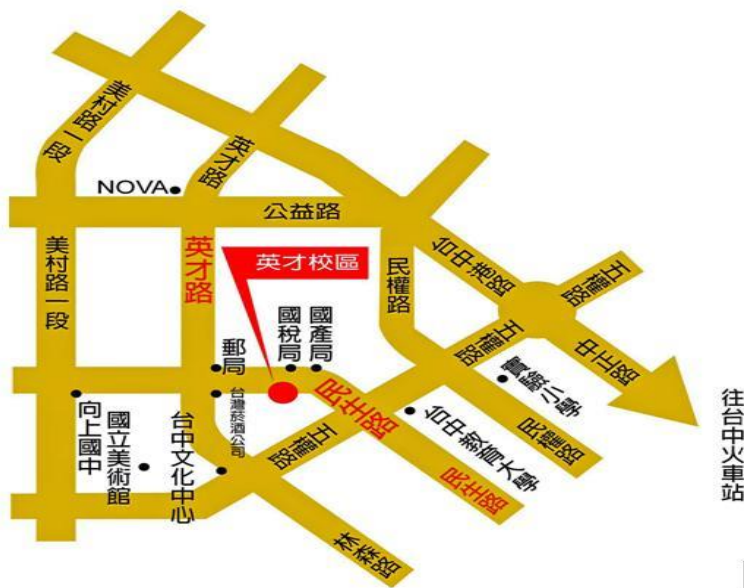 美村路一段
英才路
NOVA
公益路
美村路一段
英才路
英才校區
民權路
台中港路
五權路
五權路
中正路
郵局
國稅局
國產局
實驗小學
向上國中
國立美術館
台中文化中心
台灣菸酒公司
五權路
民生路
台中教育大學
民權路
民生路
林森路
往台中火車站